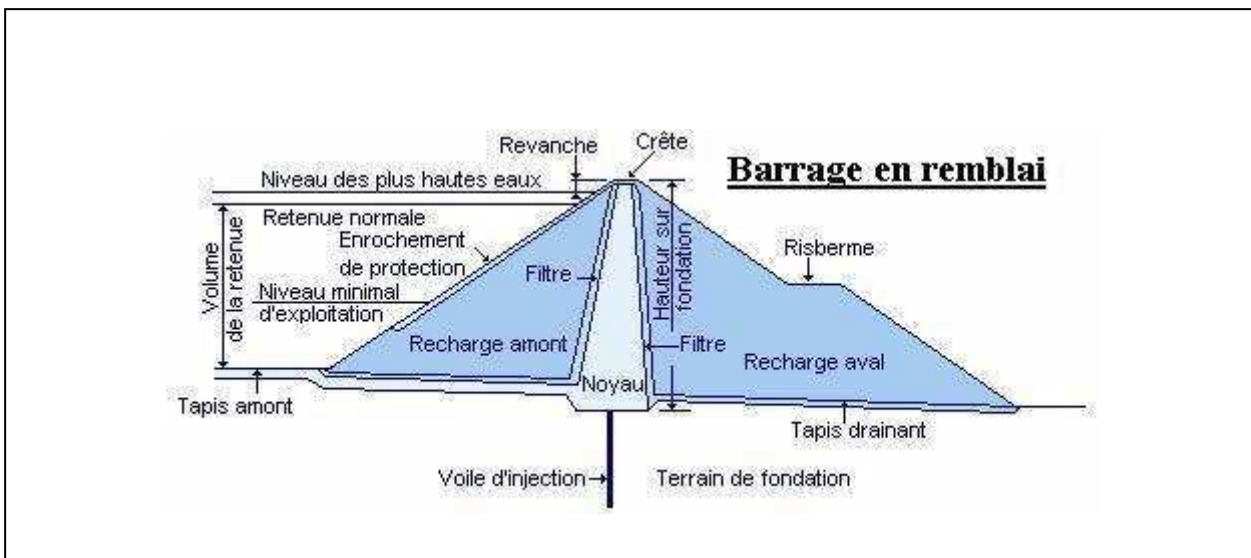 Barrage en remblai
Revanche
Crête
Niveau des plus hautes eaux
Retenue normale
Enrochement
de protection
Volume
de la retenue
Niveau minimal
d'exploitation
Filtre
Hauteur sur
fondation
Risberme
Recharge amont
Filtre
Recharge aval
Noyau
Tapis amont
Tapis drainant
Voile d'injection
Terrain de fondation